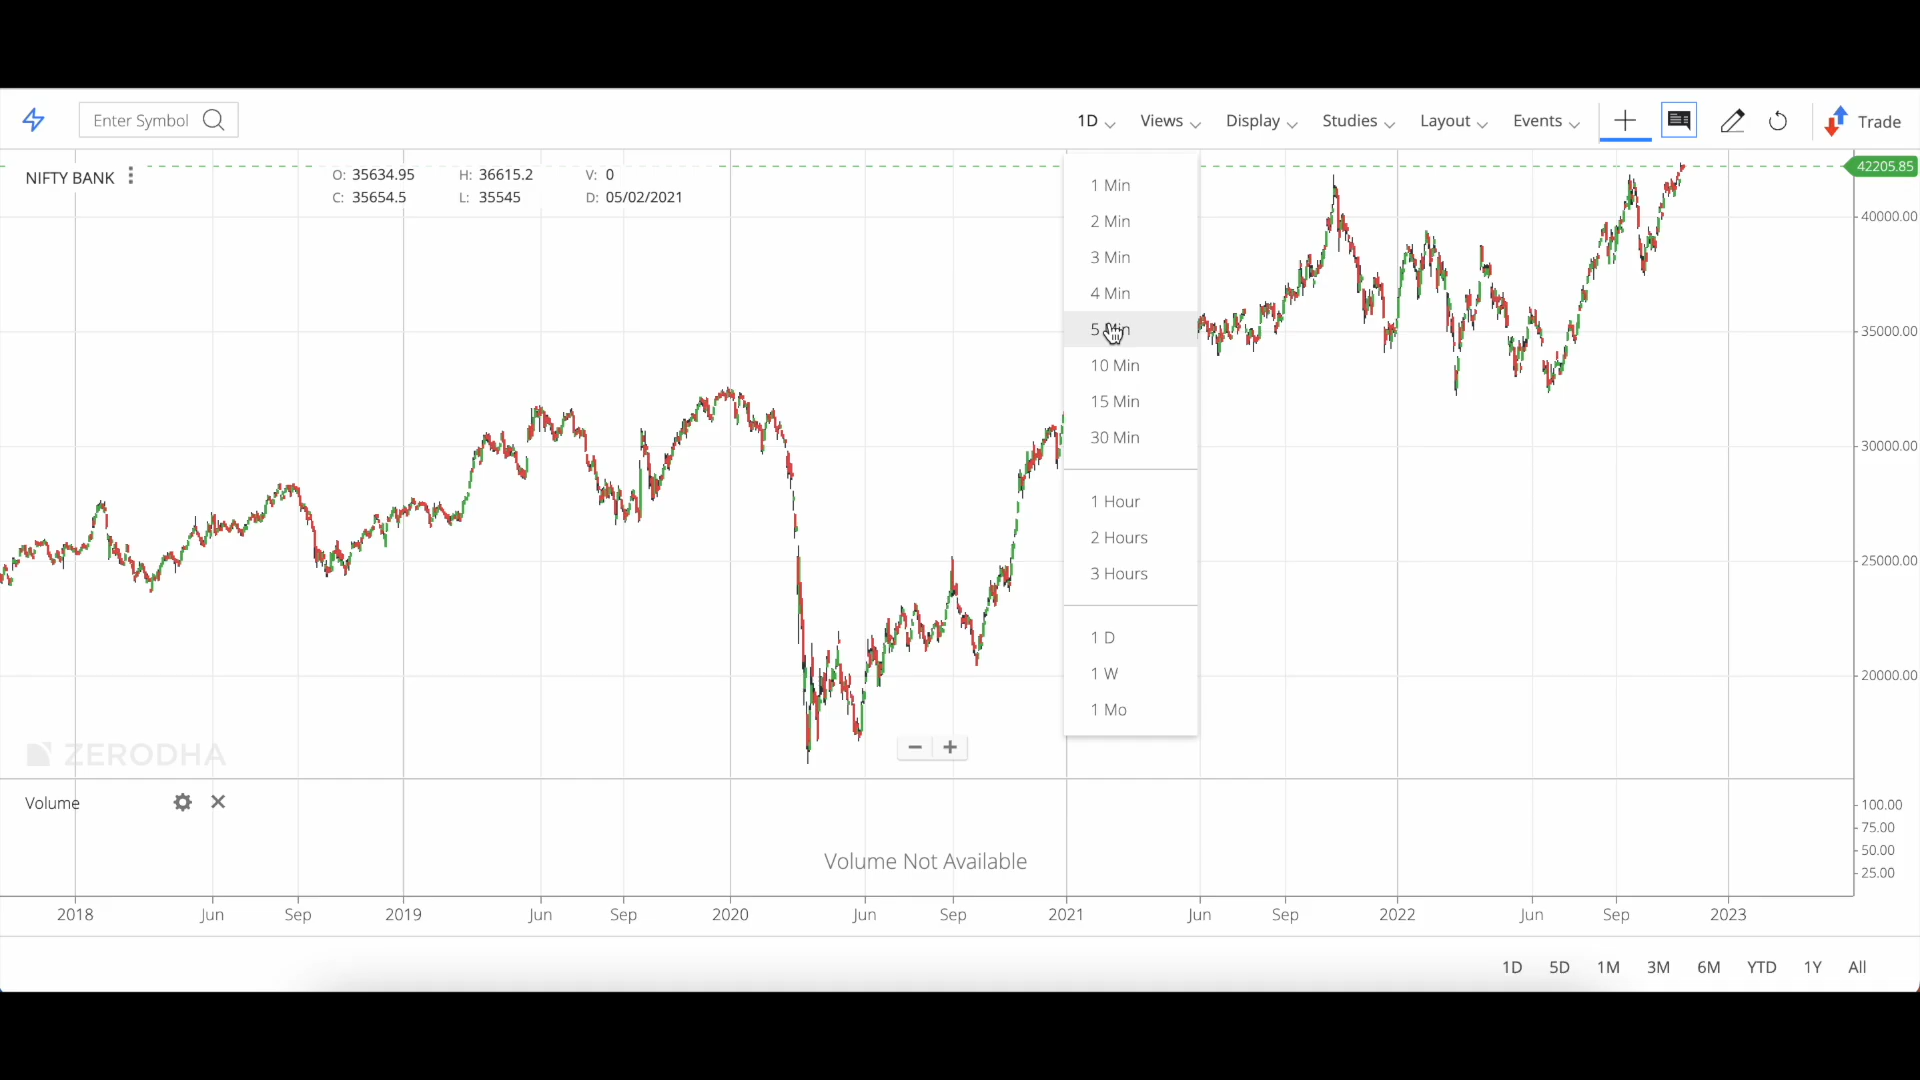 Enter Symbol
1D Views Display Studies Layout Events Trade
NIFTY BANK
O: 35634.95 H: 36615.2 V: 0
C: 35654.5 L: 35545 D: 05/02/2021
42205.85
40000.00
35000.00
30000.00
25000.00
20000.00
1 Min
2 Min
3 Min
4 Min
5 Min
10 Min
15 Min
30 Min
1 Hour
2 Hours
3 Hours
1 D
1 W
1 Mo
ZERODHA
Volume
Volume Not Available
100.00
75.00
50.00
25.00
2018 Jun Sep 2019 Jun Sep 2020 Jun Sep 2021 Jun Sep 2022 Jun Sep 2023
1D 5D 1M 3M 6M YTD 1Y All